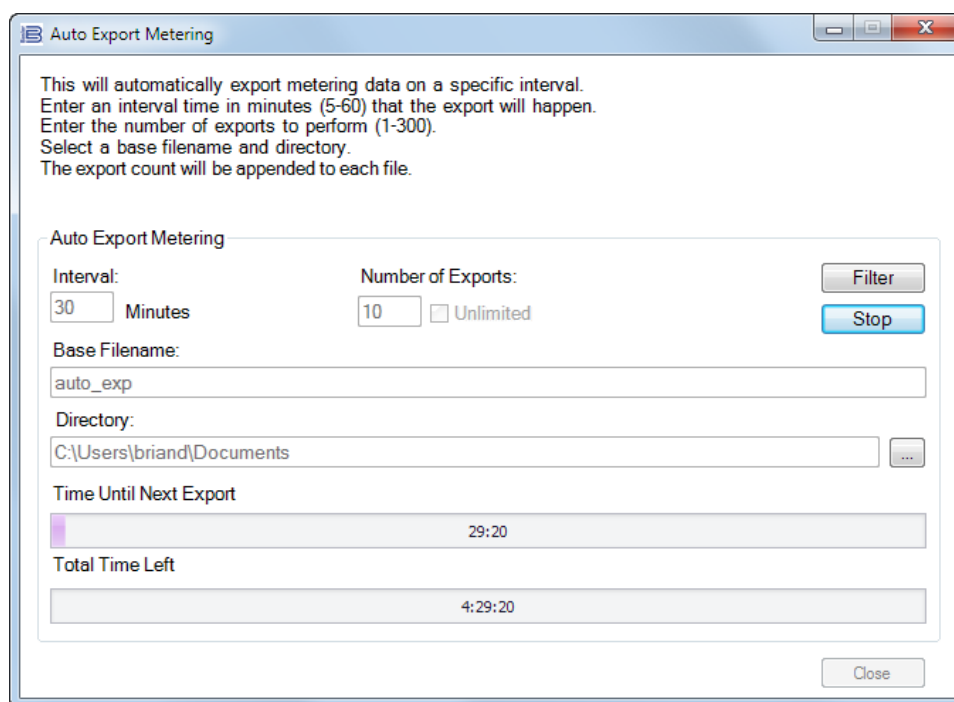 Auto Export Metering
This will automatically export metering data on a specific interval.
Enter an interval time in minutes (5-60) that the export will happen.
Enter the number of exports to perform (1-300).
Select a base filename and directory.
The export count will be appended to each file.
Auto Export Metering
Interval:
Number of Exports:
Filter
30 Minutes
10 Unlimited
Stop
Base Filename:
auto_exp
Directory:
C:\Users\briand\Documents
...
Time Until Next Export
29:20
Total Time Left
4:29:20
Close